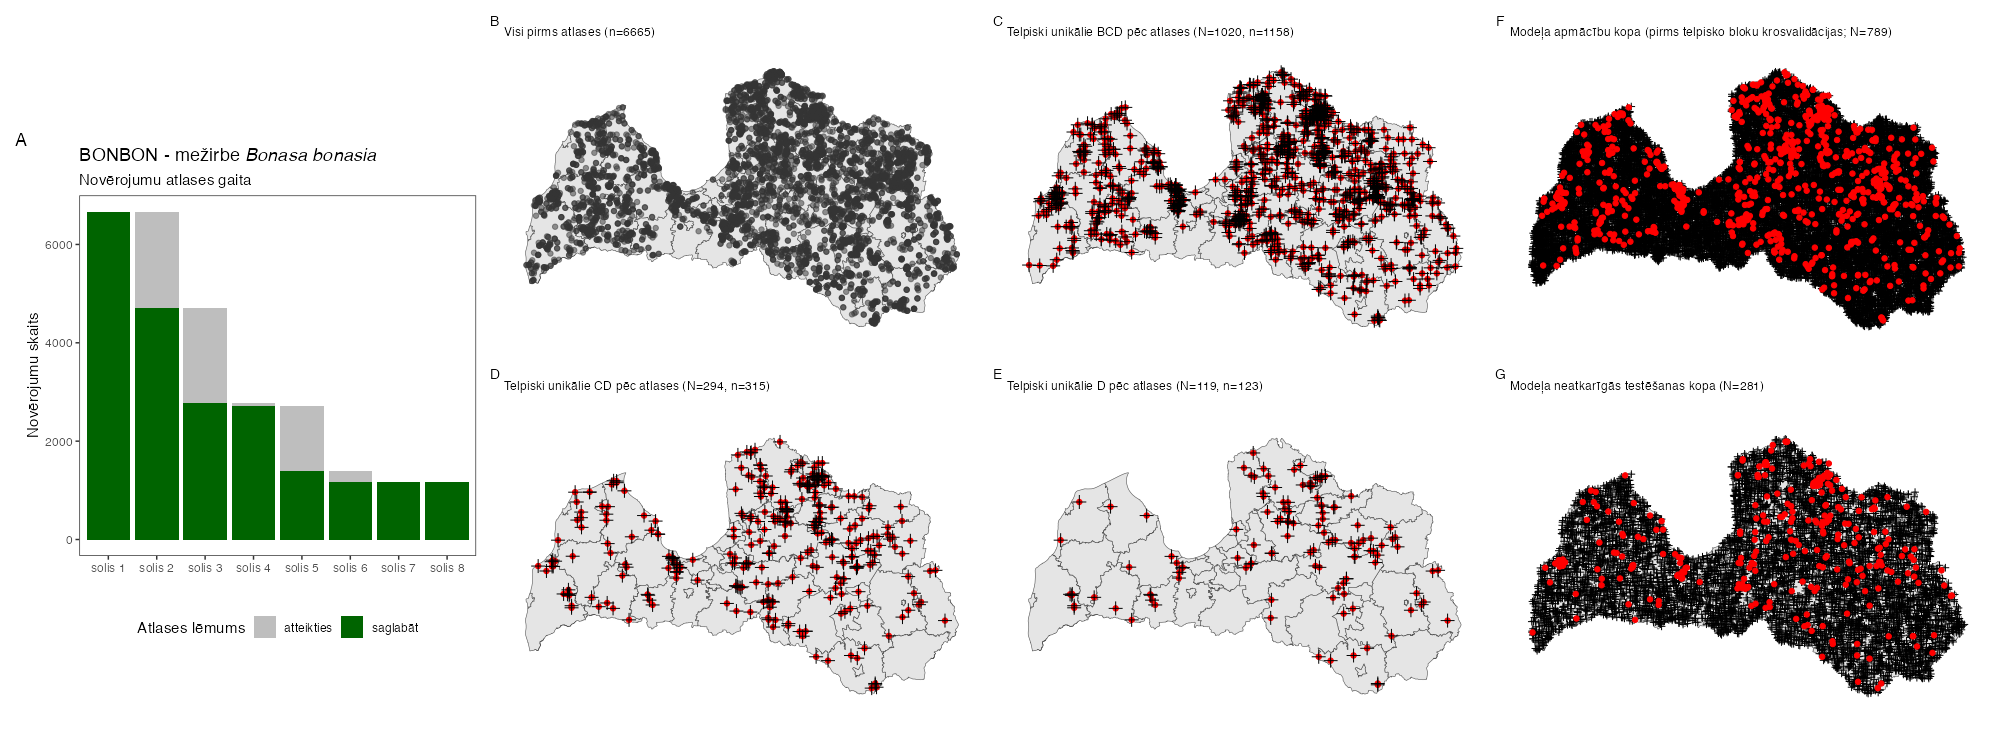 A
BONBON - mežirbe Bonasa bonasia
Novērojumu atlases gaita
Novērojumu skaits
6000
4000
2000
0
solis 1 solis 2 solis 3 solis 4 solis 5 solis 6 solis 7 solis 8
Atlases lēmums atteikties saglabāt
B
Visi pirms atlases (n=6665)
C
Telpiski unikālie BCD pēc atlases (N=1020, n=1158)
D
Telpiski unikālie CD pēc atlases (N=294, n=315)
E
Telpiski unikālie D pēc atlases (N=119, n=123)
F
Modeļa apmācību kopa (pirms telpisko bloku krosvalidācijas; N=789)
G
Modeļa neatkarīgās testēšanas kopa (N=281)